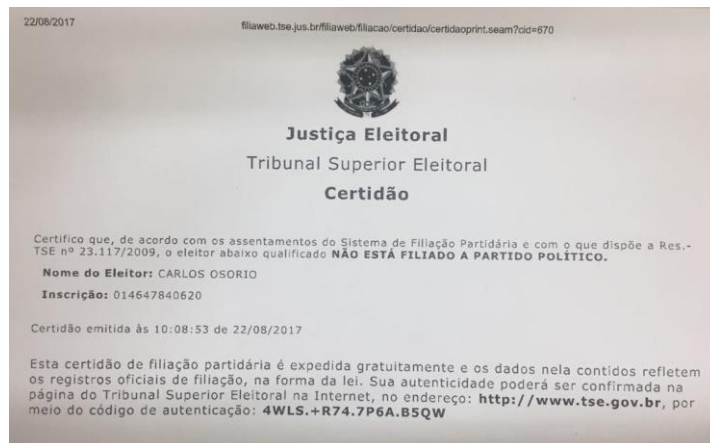 22/08/2017
filiaweb.tse.jus.br/filiaweb/filiacao/certidao/certidaoprint.seam?cid=670
Justiça Eleitoral
Tribunal Superior Eleitoral
Certidão
Certifico que, de acordo com os assentamentos do Sistema de Filiação Partidária e com o que dispõe a Res.-
TSE nº 23.117/2009, o eleitor abaixo qualificado NÃO ESTÁ FILIADO A PARTIDO POLÍTICO.
Nome do Eleitor: CARLOS OSORIO
Inscrição: 014647840620
Certidão emitida às 10:08:53 de 22/08/2017
Esta certidão de filiação partidária é expedida gratuitamente e os dados nela contidos refletem
os registros oficiais de filiação, na forma da lei. Sua autenticidade poderá ser confirmada na
página do Tribunal Superior Eleitoral na Internet, no endereço: http://www.tse.gov.br, por
meio do código de autenticação: 4WLS.+R74.7P6A.B5QW